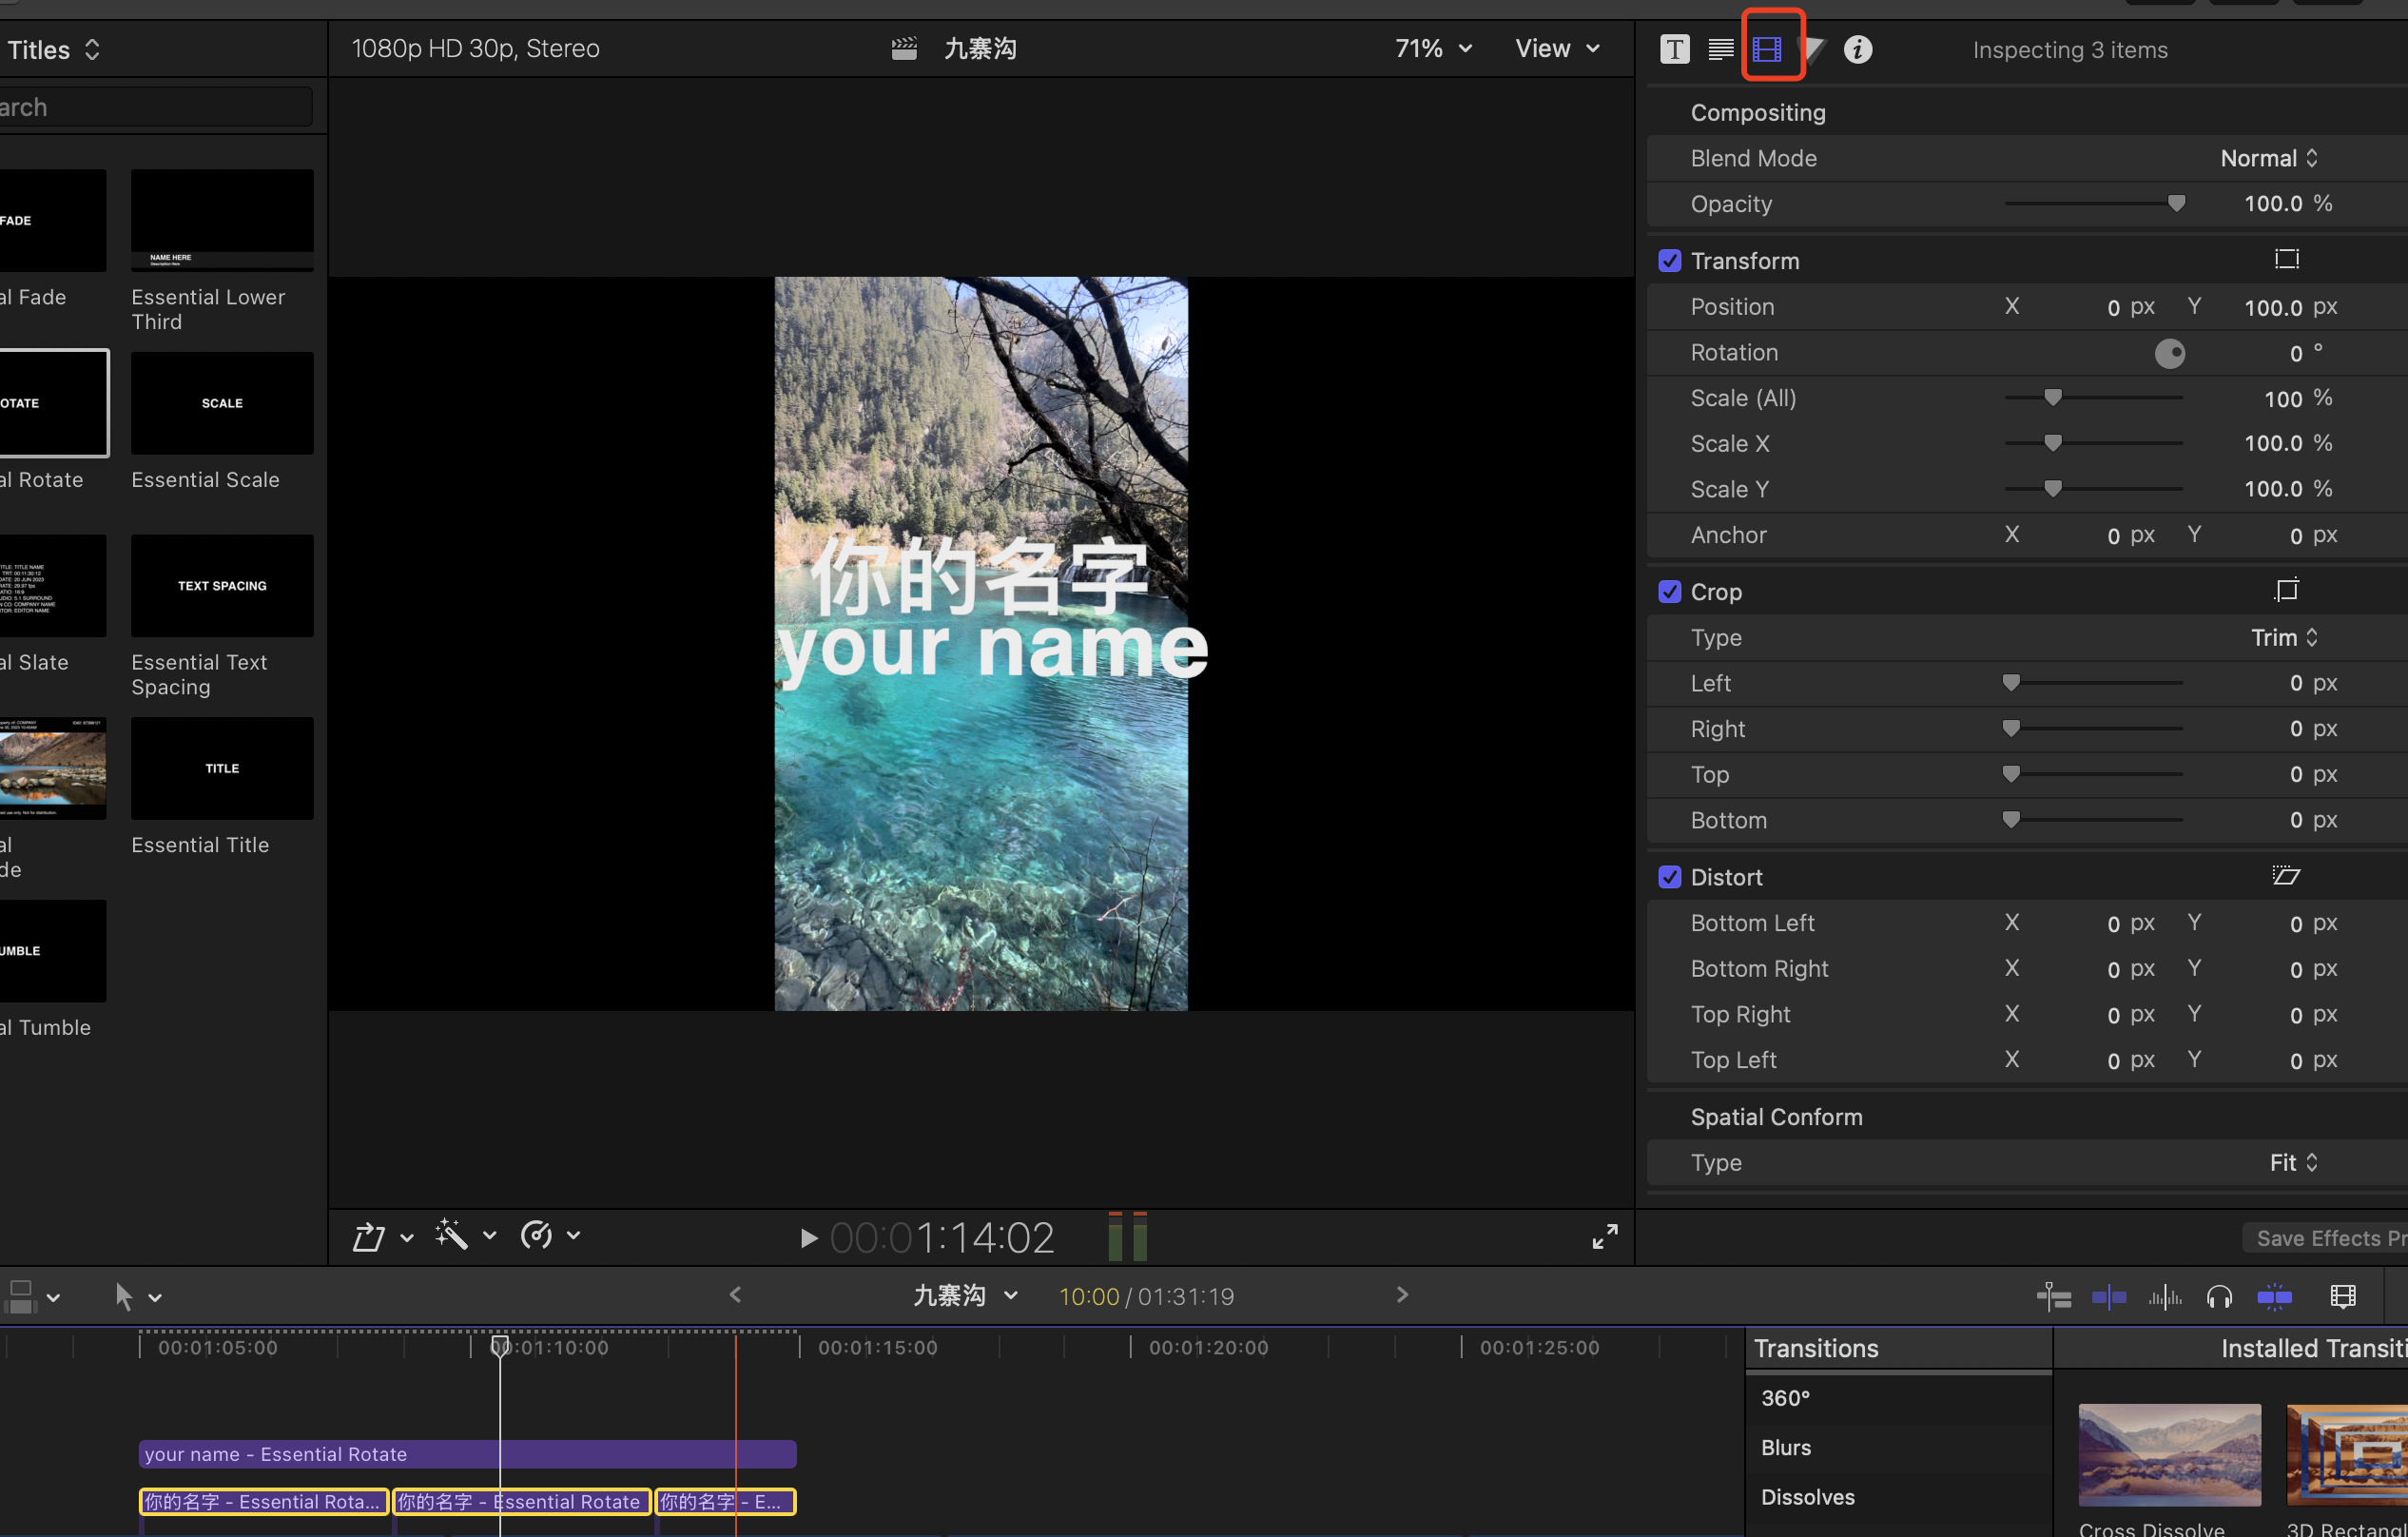 Titles
1080p HD 30p, Stereo
九寨沟
71%
View
T
i
Inspecting 3 items
arch
FADE
NAME HERE
Description Here
al Fade
Essential Lower
Third
OTATE
SCALE
al Rotate
Essential Scale
TEXT SPACING
al Slate
Essential Text
Spacing
TITLE
al
de
Essential Title
UMBLE
al Tumble
你的名字
your name
Compositing
Blend Mode Normal
Opacity 100.0 %
Transform
Position X 0 px Y 100.0 px
Rotation 0 °
Scale (All) 100 %
Scale X 100.0 %
Scale Y 100.0 %
Anchor X 0 px Y 0 px
Crop
Type Trim
Left 0 px
Right 0 px
Top 0 px
Bottom 0 px
Distort
Bottom Left X 0 px Y 0 px
Bottom Right X 0 px Y 0 px
Top Right X 0 px Y 0 px
Top Left X 0 px Y 0 px
Spatial Conform
Type Fit
Save Effects Pr
00:01:14:02
九寨沟
10:00 / 01:31:19
00:01:05:00
00:01:10:00
00:01:15:00
00:01:20:00
00:01:25:00
your name - Essential Rotate
你的名字 - Essential Rota...
你的名字 - Essential Rotate
你的名字 - E...
Transitions
Installed Transiti
360°
Blurs
Dissolves
Cross Dissolve
3D Rectang